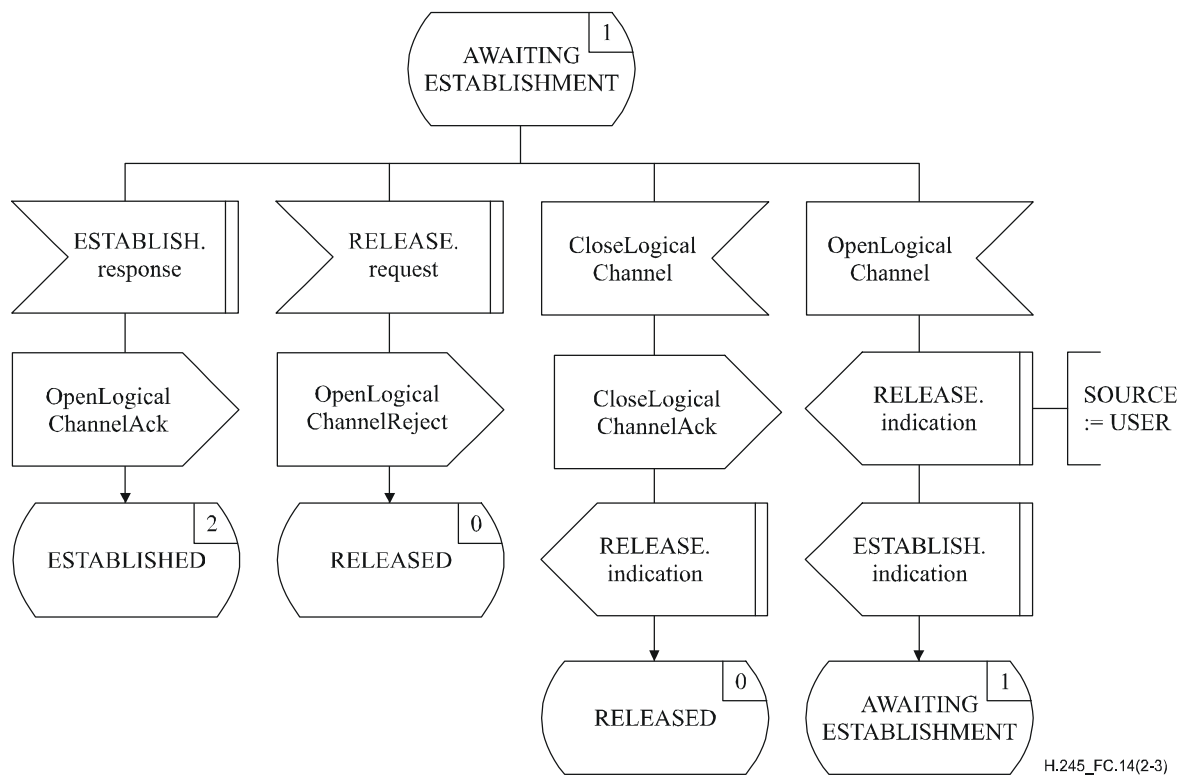 1
AWAITING
ESTABLISHMENT
ESTABLISH.
response
RELEASE.
request
CloseLogical
Channel
OpenLogical
Channel
OpenLogical
ChannelAck
OpenLogical
ChannelReject
CloseLogical
ChannelAck
RELEASE.
indication
SOURCE
:= USER
2
ESTABLISHED
0
RELEASED
RELEASE.
indication
ESTABLISH.
indication
0
RELEASED
1
AWAITING
ESTABLISHMENT
H.245_FC.14(2-3)